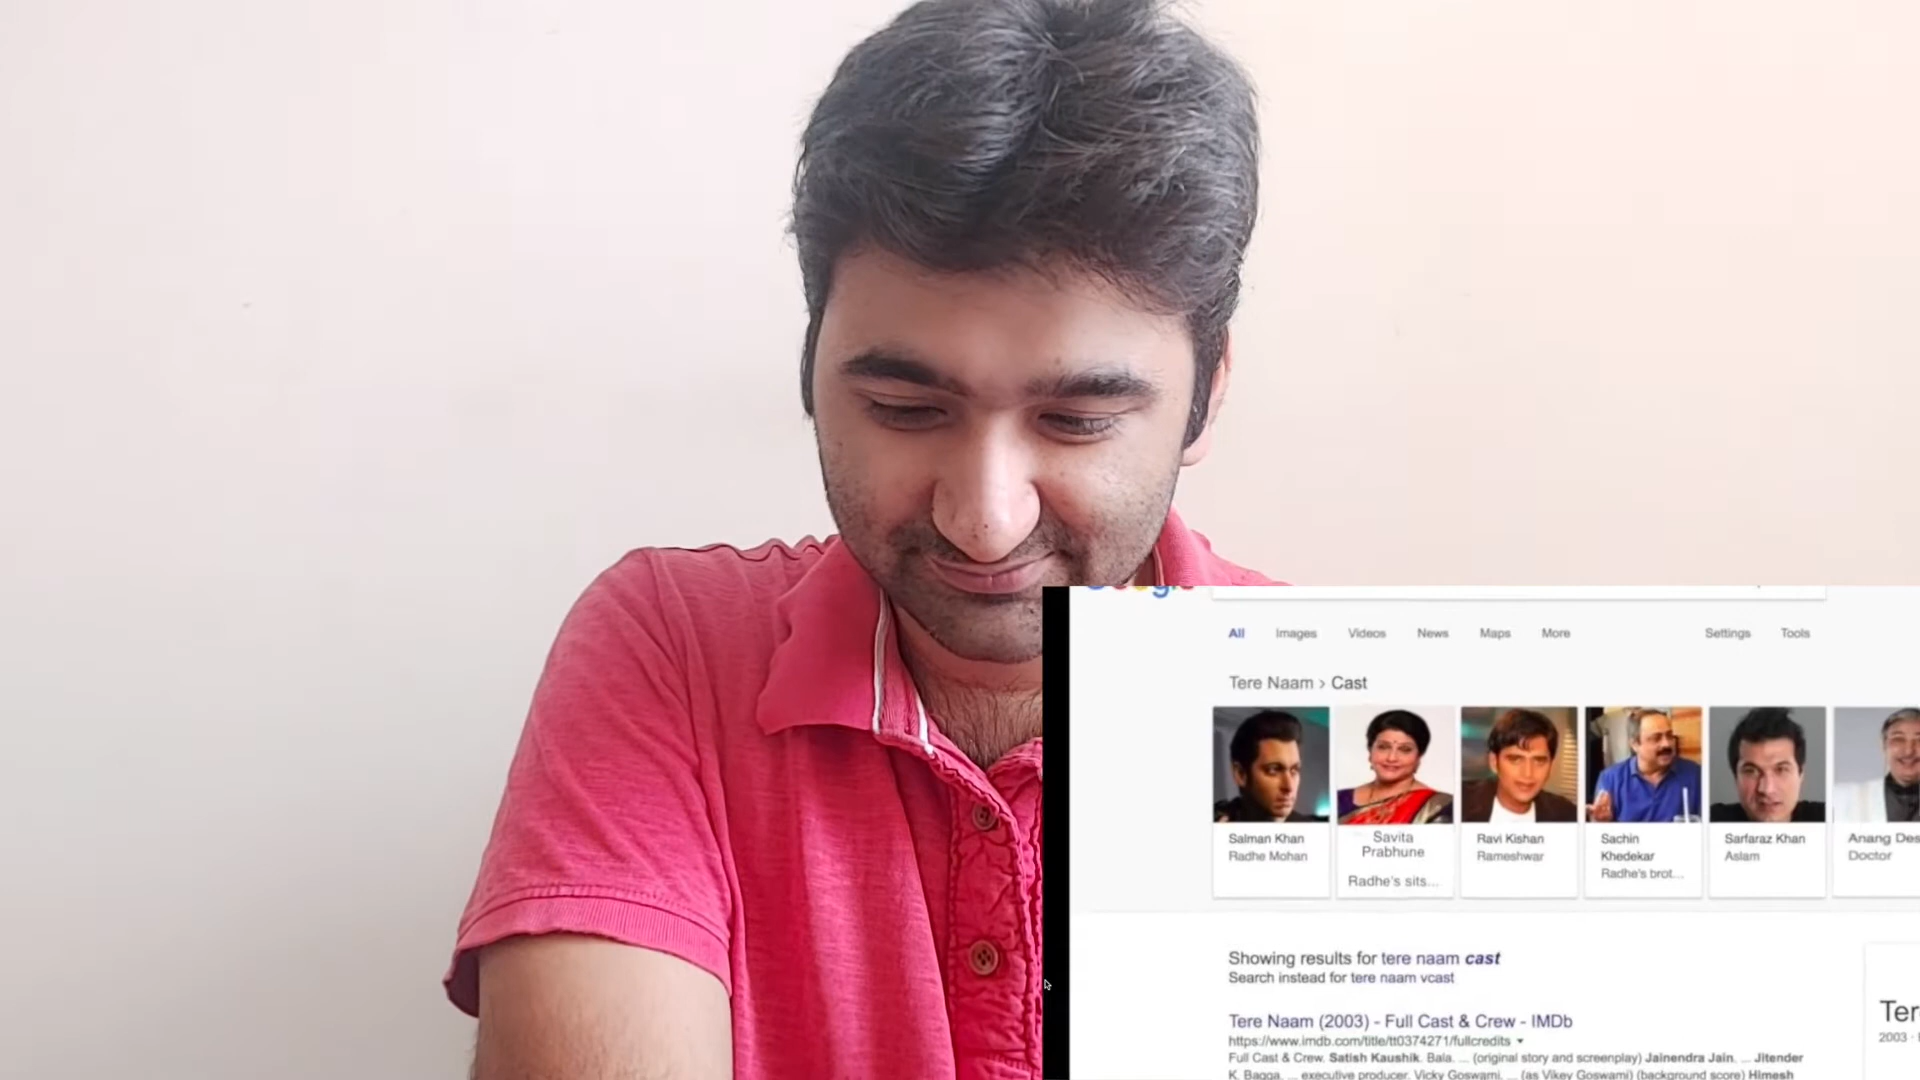 All Images Videos News Maps More Settings Tools
Tere Naam > Cast
Salman Khan
Radhe Mohan
Savita
Prabhune
Radhe's sits...
Ravi Kishan
Rameshwar
Sachin
Khedekar
Radhe's brot...
Sarfaraz Khan
Aslam
Anang Des
Doctor
Showing results for tere naam cast
Search instead for tere naam vcast
Tere Naam (2003) - Full Cast & Crew - IMDb
https://www.imdb.com/title/tt0374271/fullcredits
Full Cast & Crew. Satish Kaushik. Bala. ... (original story and screenplay) Jainendra Jain. ... Jitender
K. Bagga. ... executive producer. Vicky Goswami. ... (as Vikey Goswami) (background score) Himesh
Ter
2003 ·